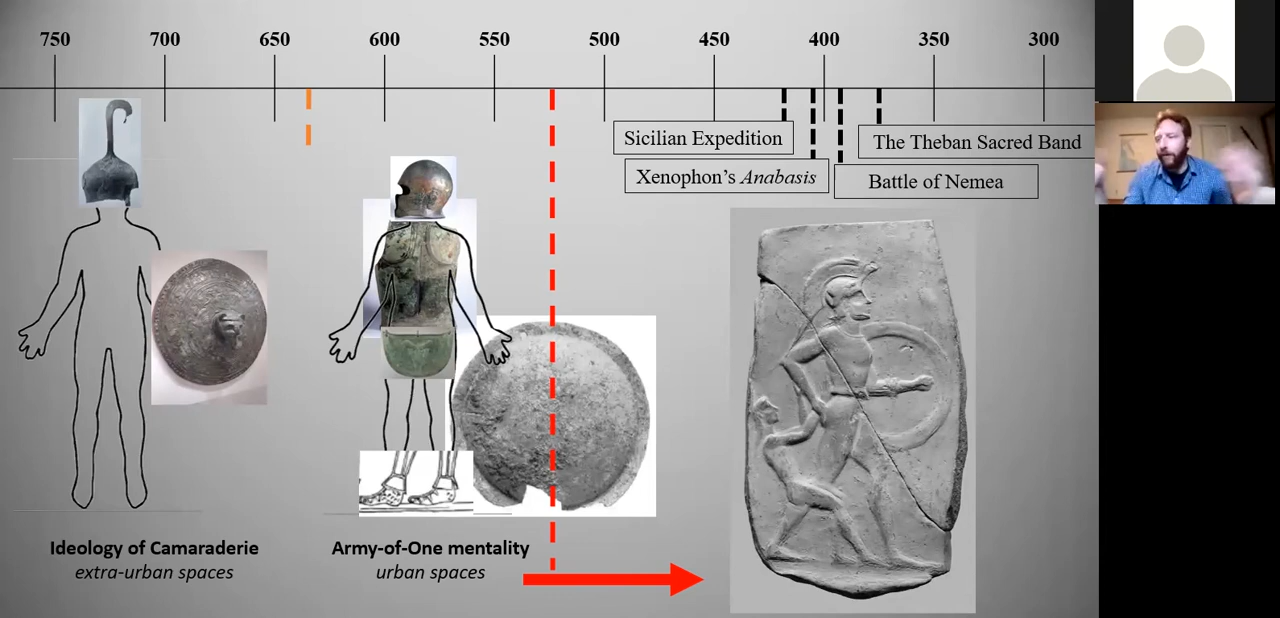 750 700 650 600 550 500 450 400 350 300
Sicilian Expedition
The Theban Sacred Band
Xenophon's Anabasis
Battle of Nemea
Ideology of Camaraderie
extra-urban spaces
Army-of-One mentality
urban spaces